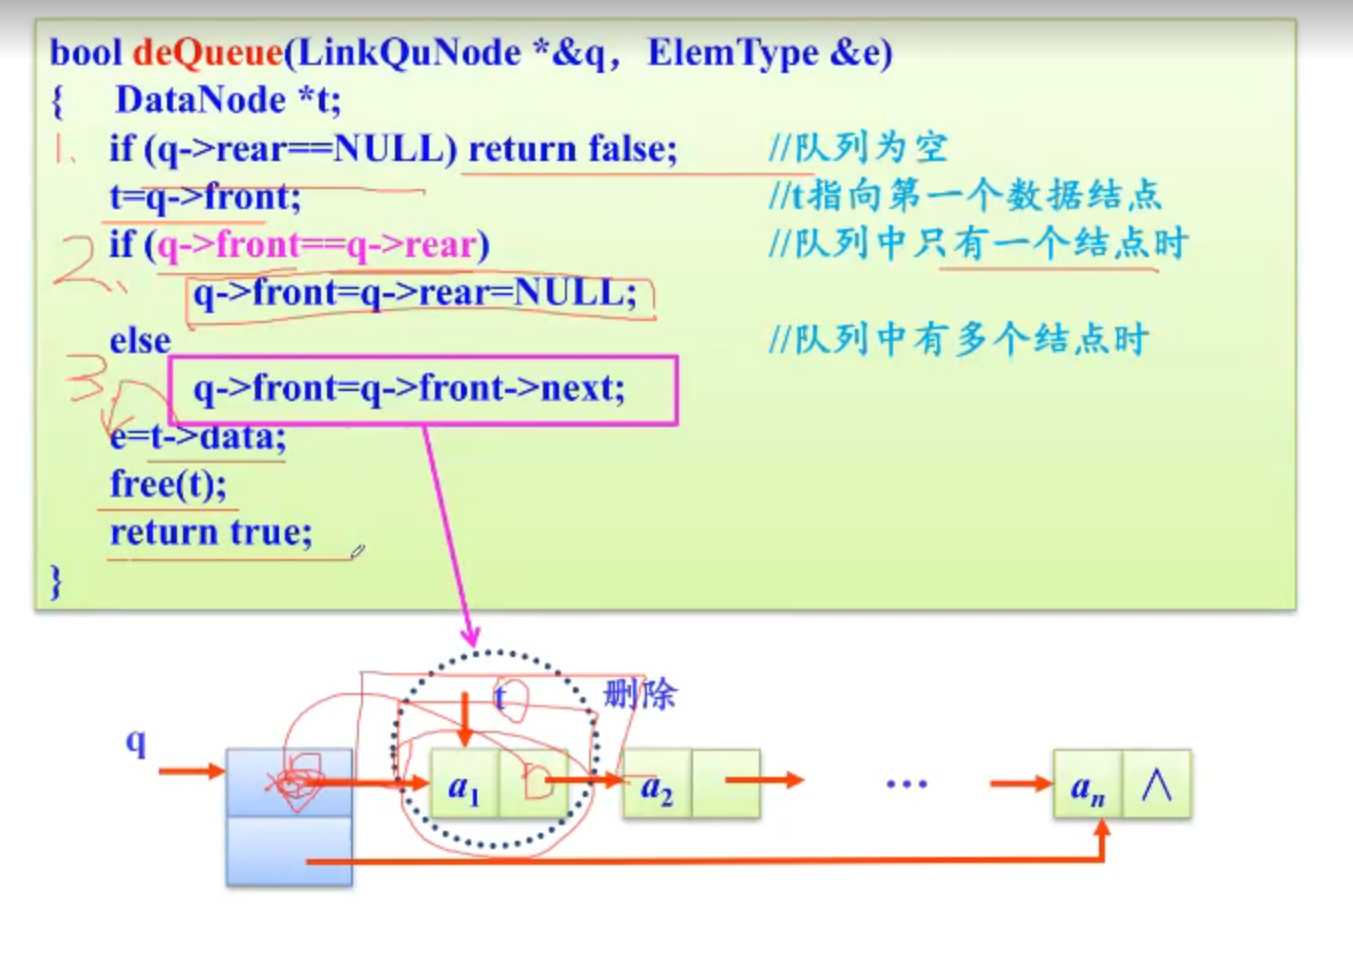 bool deQueue(LinkQuNode *&q, ElemType &e)
{ DataNode *t;
1. if (q->rear==NULL) return false; //队列为空
t=q->front; //t指向第一个数据结点
2. if (q->front==q->rear) //队列中只有一个结点时
q->front=q->rear=NULL;
else //队列中有多个结点时
3 q->front=q->front->next;
e=t->data;
free(t);
return true;
}
t 删除
q
a1 a2 … an ∧